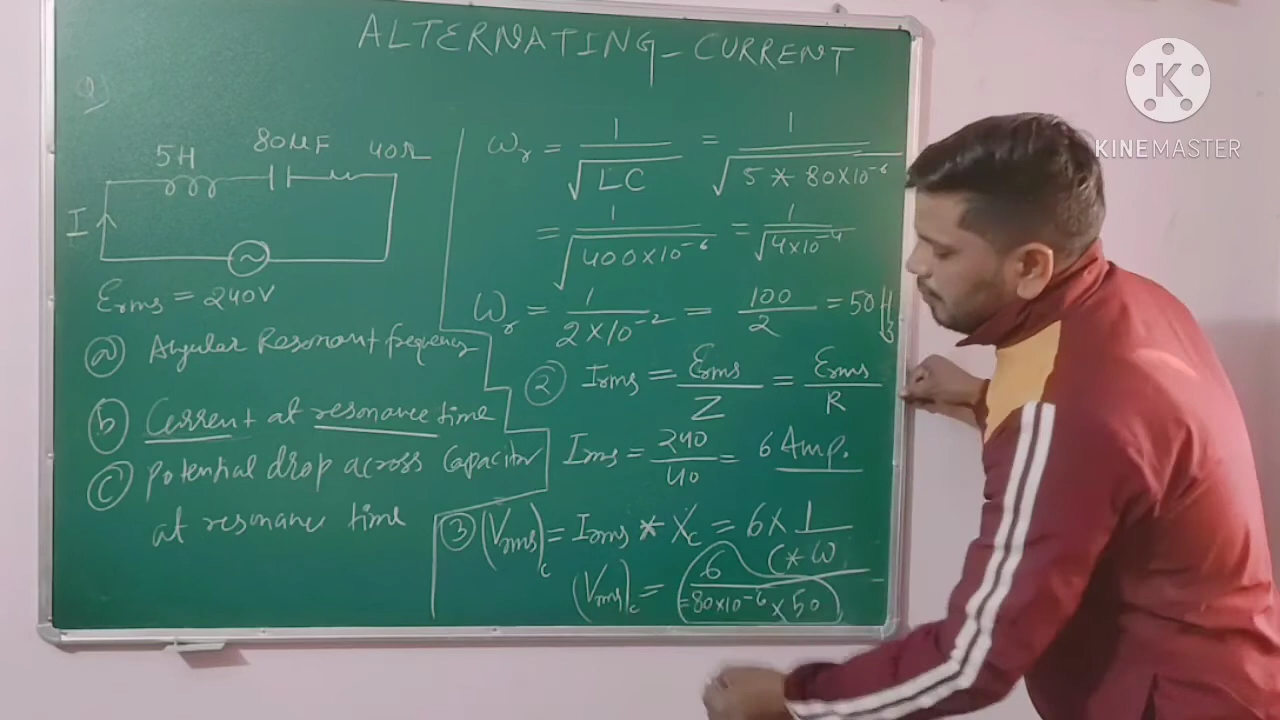 ALTERNATING - CURRENT
K
KINEMASTER
Q)
5H 80μF 40Ω
I
Erms = 240V
a) Angular Resonant frequency
b) Current at resonance time
c) potential drop across Capacitor
at resonance time
ωr = 1/√LC = 1/√5 * 80×10⁻⁶
= 1/√400×10⁻⁶ = 1/√4×10⁻⁴
ωr = 1/2×10⁻² = 100/2 = 50 Hz
② Irms = Erms/Z = Erms/R
Irms = 240/40 = 6 Amp.
③ (Vrms)c = Irms * Xc = 6 × 1/C*ω
(Vrms)c = 6/80×10⁻⁶ × 50